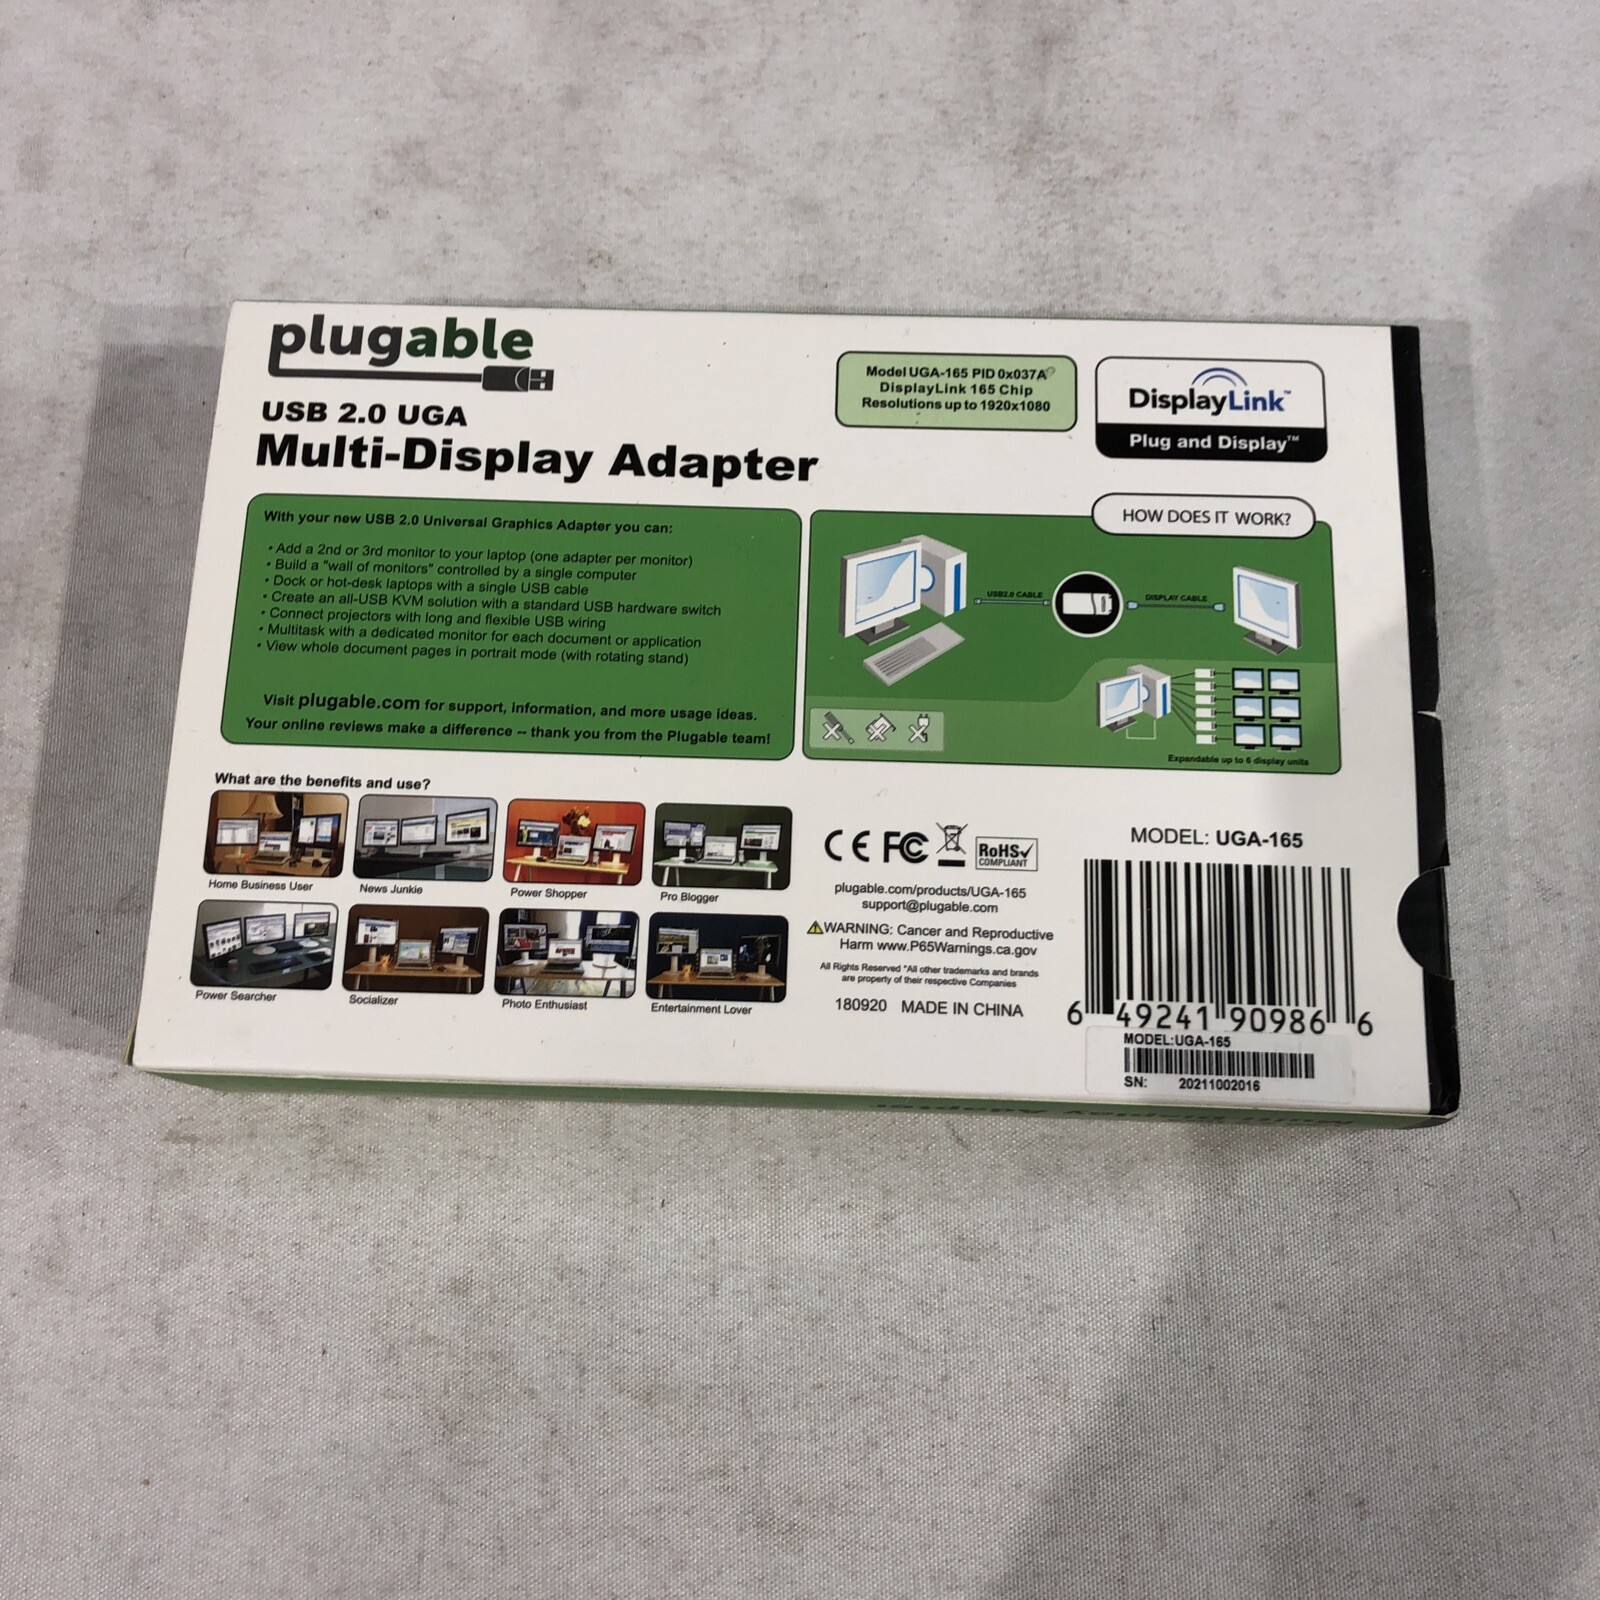 plugable
USB 2.0 UGA
Multi-Display Adapter
Model UGA-165 PID 0x037A
DisplayLink 165 Chip
Resolutions up to 1920x1080
DisplayLink™
Plug and Display™
With your new USB 2.0 Universal Graphics Adapter you can:
• Add a 2nd or 3rd monitor to your laptop (one adapter per monitor)
• Build a "wall of monitors" controlled by a single computer
• Dock or hot-desk laptops with a single USB cable
• Create an all-USB KVM solution with a standard USB hardware switch
• Connect projectors with long and flexible USB wiring
• Multitask with a dedicated monitor for each document or application
• View whole document pages in portrait mode (with rotating stand)
Visit plugable.com for support, information, and more usage ideas.
Your online reviews make a difference -- thank you from the Plugable team!
HOW DOES IT WORK?
USB2.0 CABLE
DISPLAY CABLE
Expandable up to 6 display units
What are the benefits and use?
Home Business User
News Junkie
Power Shopper
Pro Blogger
Power Searcher
Socializer
Photo Enthusiast
Entertainment Lover
CE FC RoHS✓
COMPLIANT
plugable.com/products/UGA-165
support@plugable.com
⚠WARNING: Cancer and Reproductive
Harm www.P65Warnings.ca.gov
All Rights Reserved *All other trademarks and brands
are property of their respective Companies
180920 MADE IN CHINA
MODEL: UGA-165
6 49241 90986 6
MODEL:UGA-165
SN: 20211002016
Multi-Display Adapter